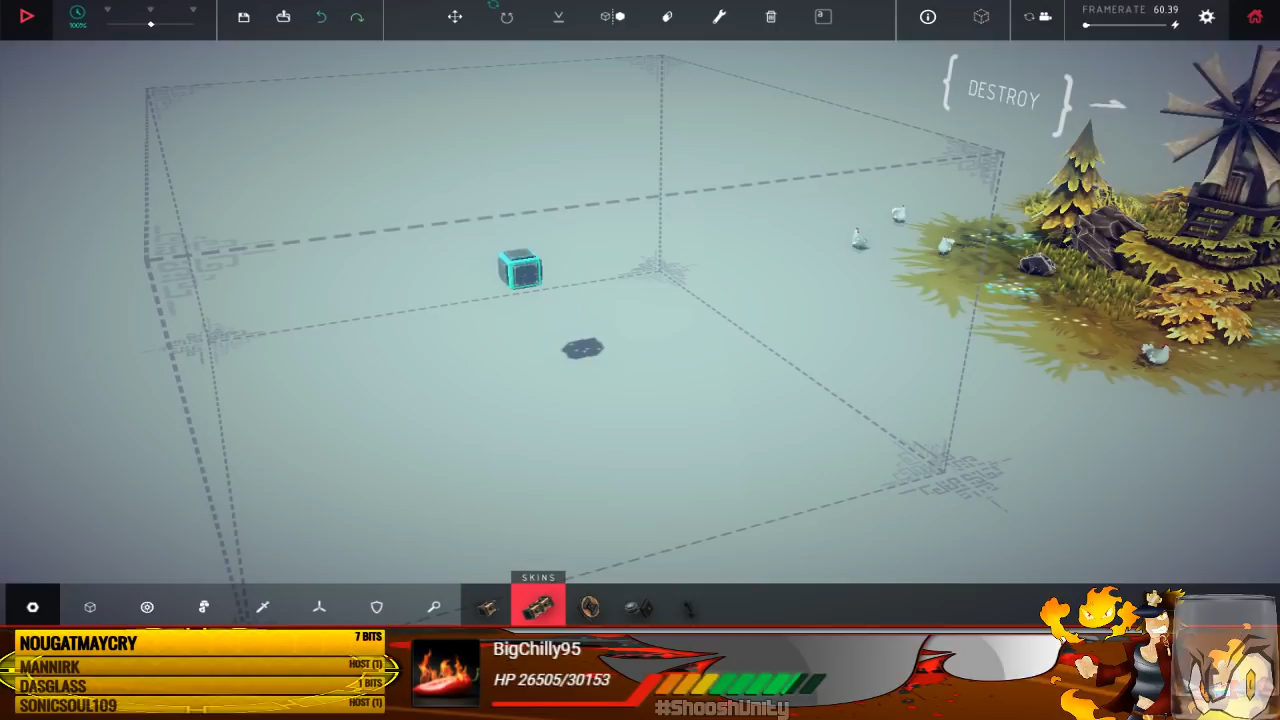 100%
FRAMERATE 60.39
{ DESTROY }
SKINS
NOUGATMAYCRY 7 BITS
MANNIRK HOST (1)
DASGLASS 1 BITS
SONICSOUL109 HOST (1)
BigChilly95
HP 26505/30153
#ShooshUnity